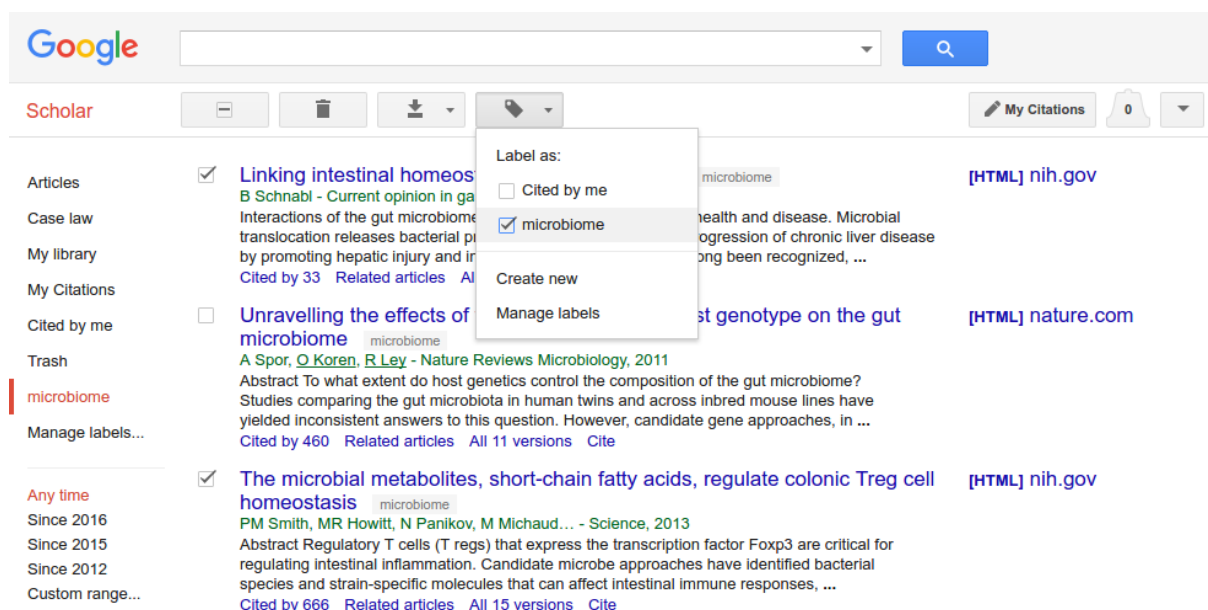 Google
Scholar
My Citations 0
Label as:
Cited by me
microbiome
Create new
Manage labels
Articles
Case law
My library
My Citations
Cited by me
Trash
microbiome
Manage labels...
Any time
Since 2016
Since 2015
Since 2012
Custom range...
Linking intestinal homeos microbiome [HTML] nih.gov
B Schnabl - Current opinion in ga
Interactions of the gut microbiome health and disease. Microbial
translocation releases bacterial pr ogression of chronic liver disease
by promoting hepatic injury and in ong been recognized, ...
Cited by 33 Related articles Al
Unravelling the effects of st genotype on the gut [HTML] nature.com
microbiome microbiome
A Spor, O Koren, R Ley - Nature Reviews Microbiology, 2011
Abstract To what extent do host genetics control the composition of the gut microbiome?
Studies comparing the gut microbiota in human twins and across inbred mouse lines have
yielded inconsistent answers to this question. However, candidate gene approaches, in ...
Cited by 460 Related articles All 11 versions Cite
The microbial metabolites, short-chain fatty acids, regulate colonic Treg cell [HTML] nih.gov
homeostasis microbiome
PM Smith, MR Howitt, N Panikov, M Michaud... - Science, 2013
Abstract Regulatory T cells (T regs) that express the transcription factor Foxp3 are critical for
regulating intestinal inflammation. Candidate microbe approaches have identified bacterial
species and strain-specific molecules that can affect intestinal immune responses, ...
Cited by 666 Related articles All 15 versions Cite